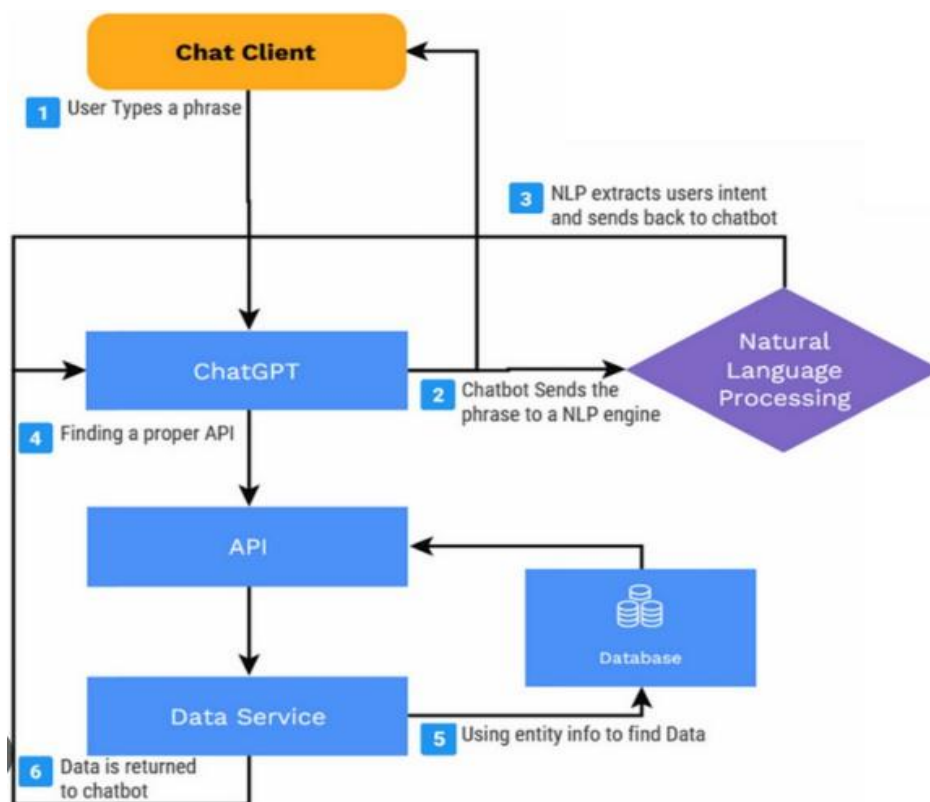 Chat Client
1 User Types a phrase
3 NLP extracts users intent
and sends back to chatbot
ChatGPT
Natural
Language
Processing
2 Chatbot Sends the
phrase to a NLP engine
4 Finding a proper API
API
Database
Data Service
5 Using entity info to find Data
6 Data is returned
to chatbot